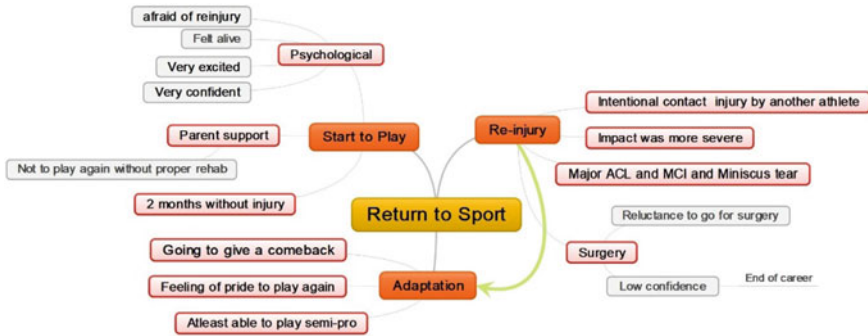 afraid of reinjury
Felt alive
Psychological
Very excited
Very confident
Parent support
Start to Play
Not to play again without proper rehab
2 months without injury
Return to Sport
Re-injury
Intentional contact injury by another athlete
Impact was more severe
Major ACL and MCI and Miniscus tear
Reluctance to go for surgery
Surgery
Low confidence
End of career
Going to give a comeback
Feeling of pride to play again
Adaptation
Atleast able to play semi-pro